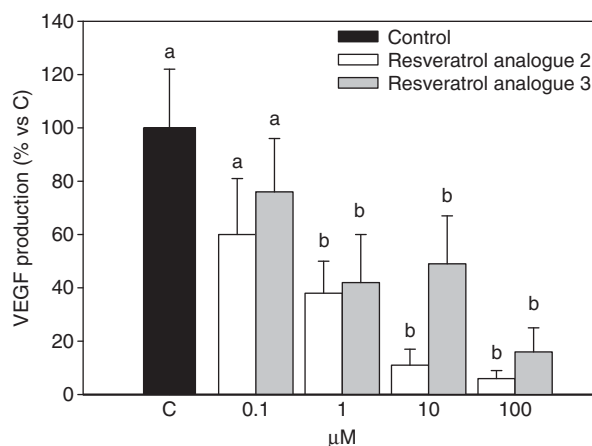 140
120
100
80
60
40
20
0
VEGF production (% vs C)
Control
Resveratrol analogue 2
Resveratrol analogue 3
a
a
a
b
b
b
b
b
b
C
0.1
1
10
100
μM